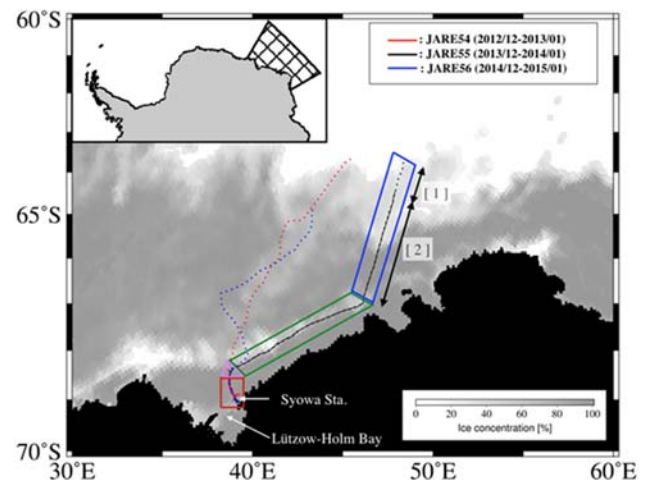 60°S
: JARE54 (2012/12-2013/01)
: JARE55 (2013/12-2014/01)
: JARE56 (2014/12-2015/01)
[ 1 ]
65°S
[ 2 ]
Syowa Sta.
0 20 40 60 80 100
Ice concentration [%]
Lützow-Holm Bay
70°S
30°E 40°E 50°E 60°E